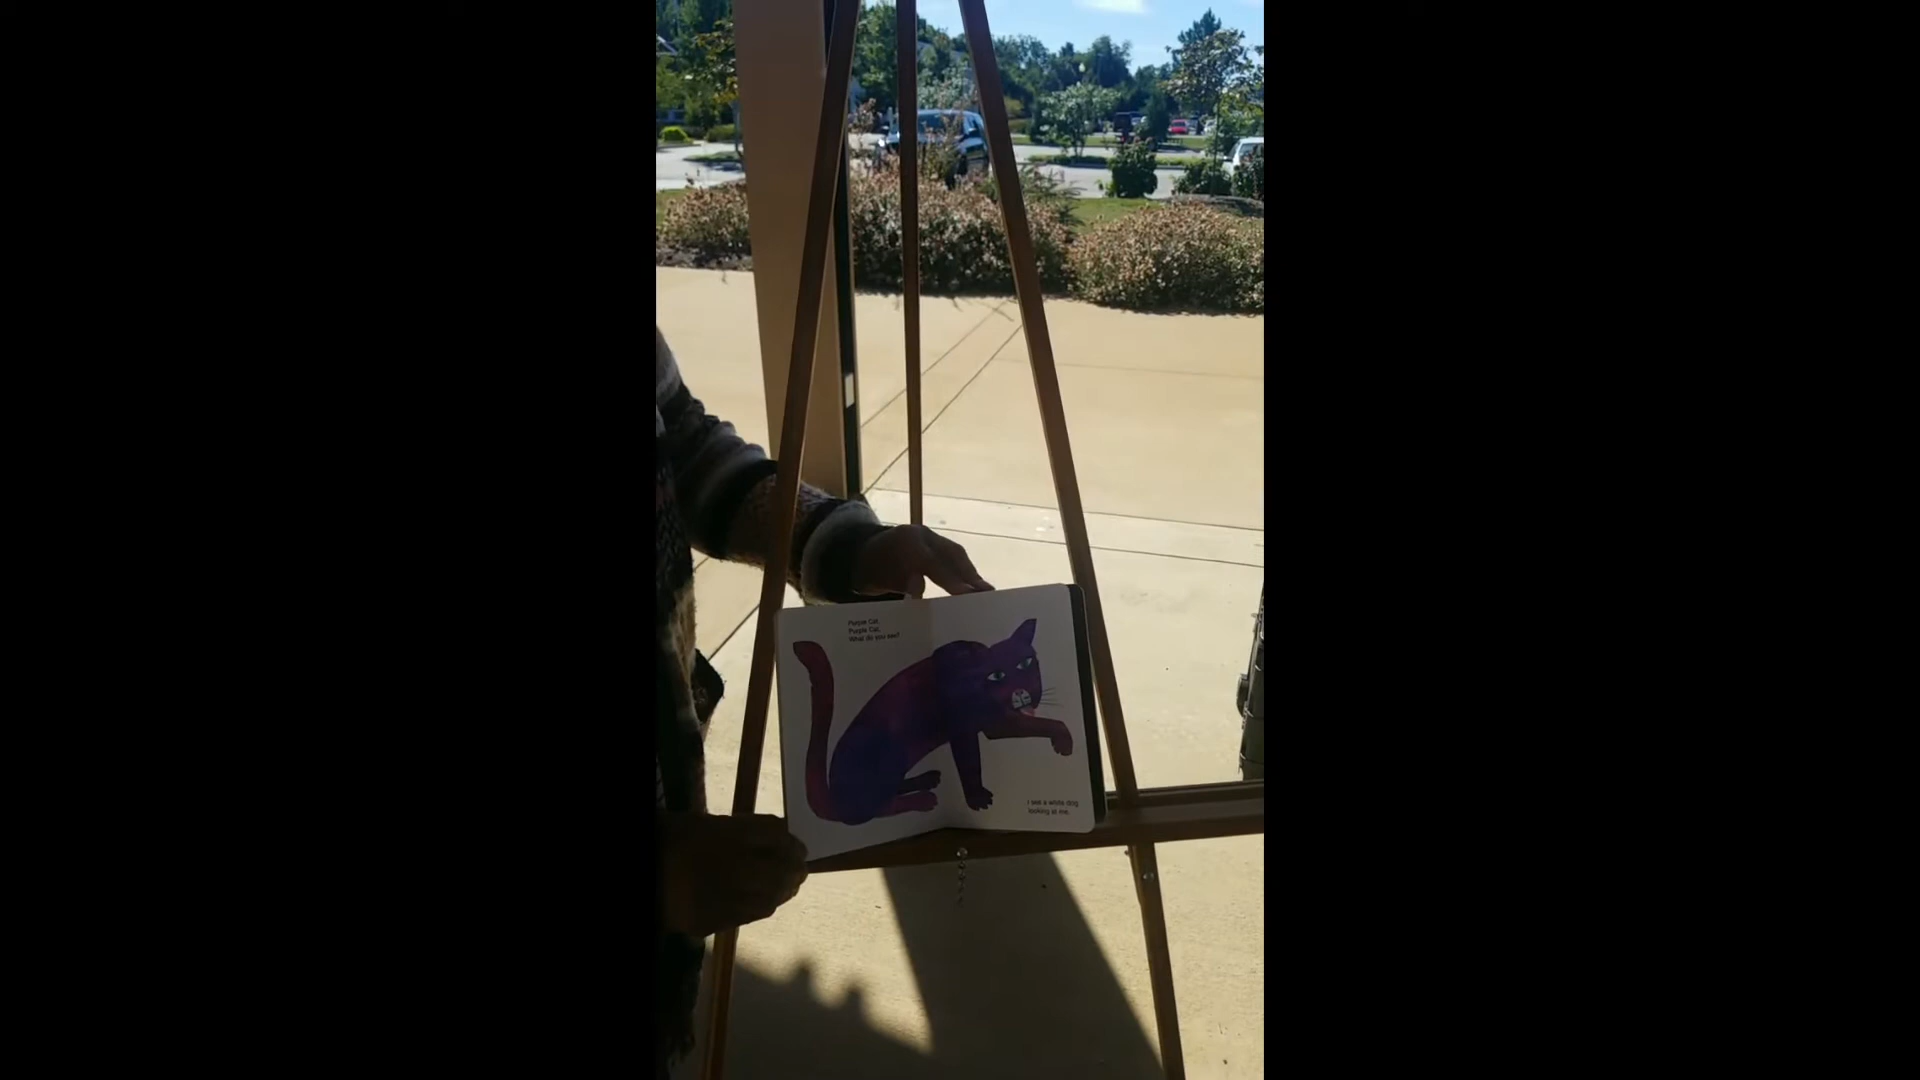 Purple Cat,
Purple Cat,
What do you see?
I see a white dog
looking at me.